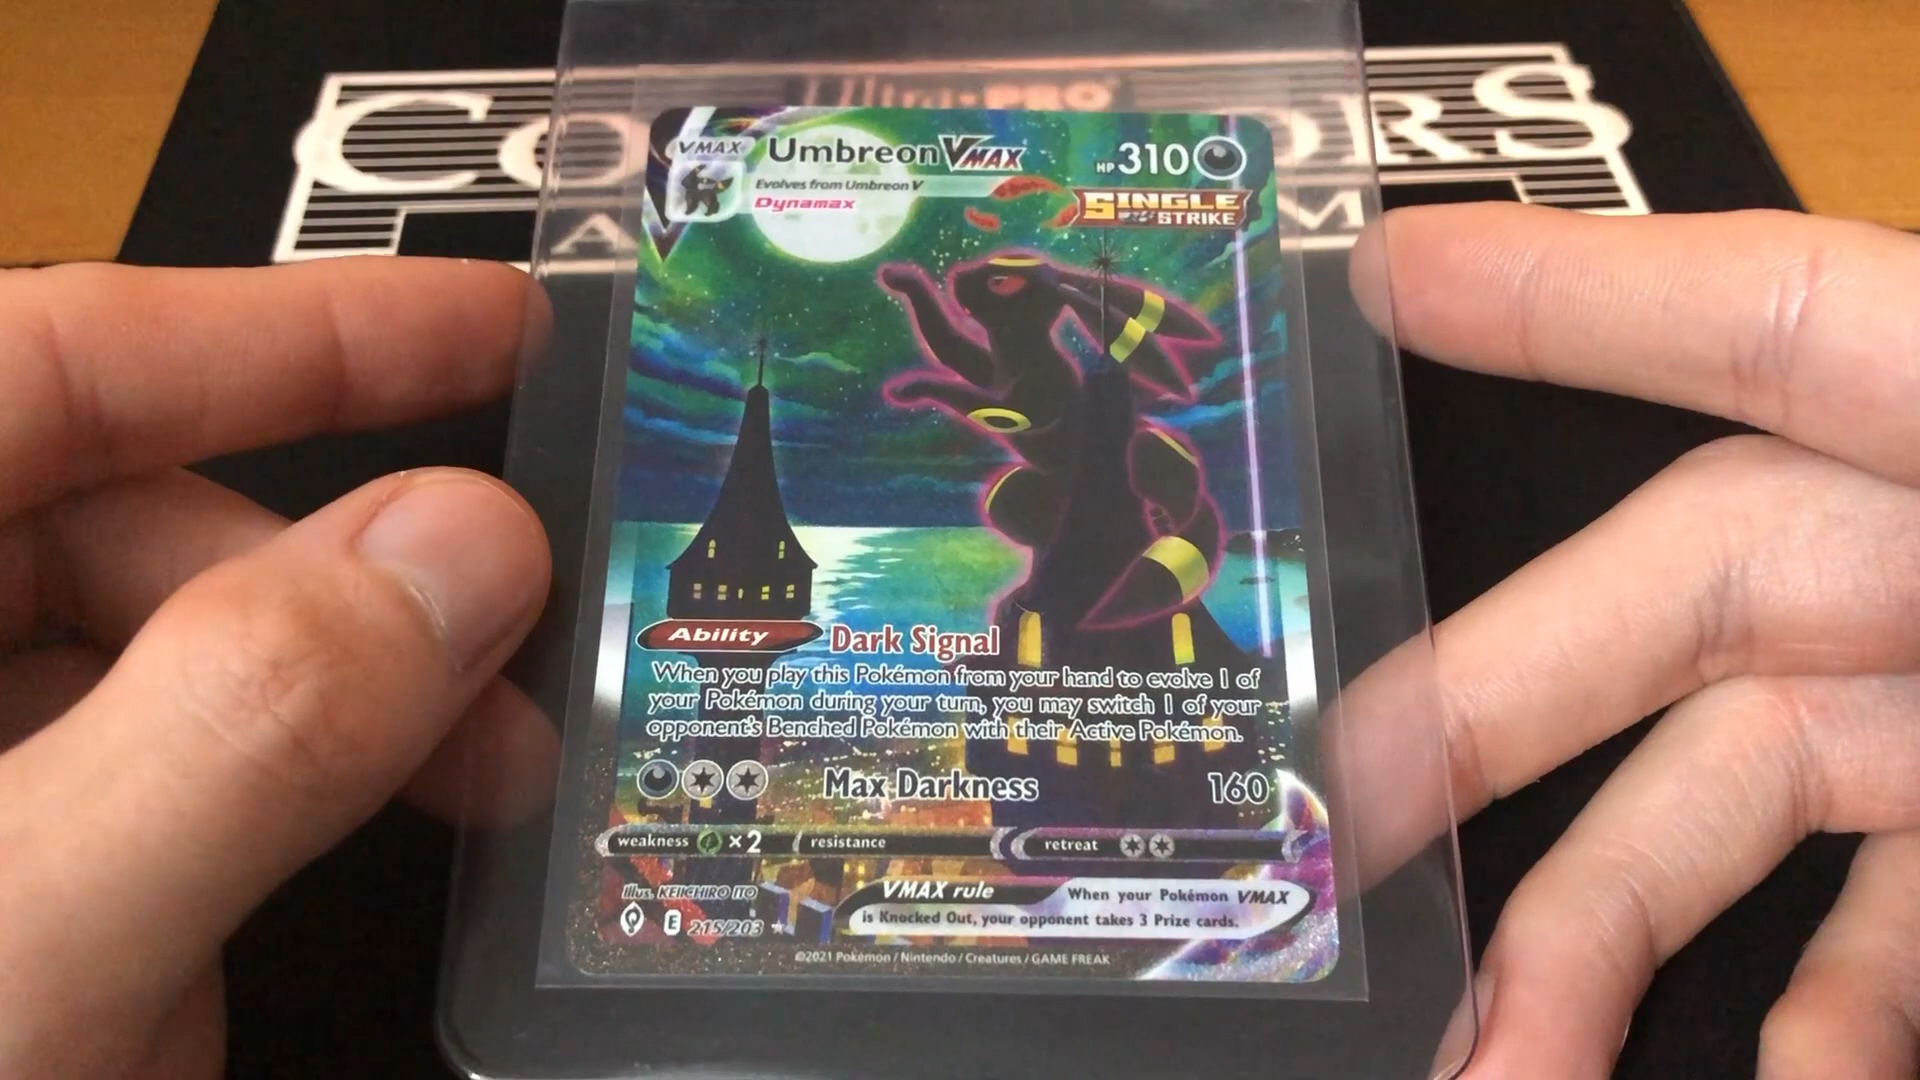 Ultra•PRO
CO ORS
A M
VMAX Umbreon VMAX HP 310
Evolves from Umbreon V
Dynamax
SINGLE
STRIKE
Ability Dark Signal
When you play this Pokémon from your hand to evolve 1 of
your Pokémon during your turn, you may switch 1 of your
opponent's Benched Pokémon with their Active Pokémon.
Max Darkness 160
weakness ×2 resistance retreat
Illus. KEIICHIRO ITO
VMAX rule When your Pokémon VMAX
is Knocked Out, your opponent takes 3 Prize cards.
E 215/203
©2021 Pokémon / Nintendo / Creatures / GAME FREAK